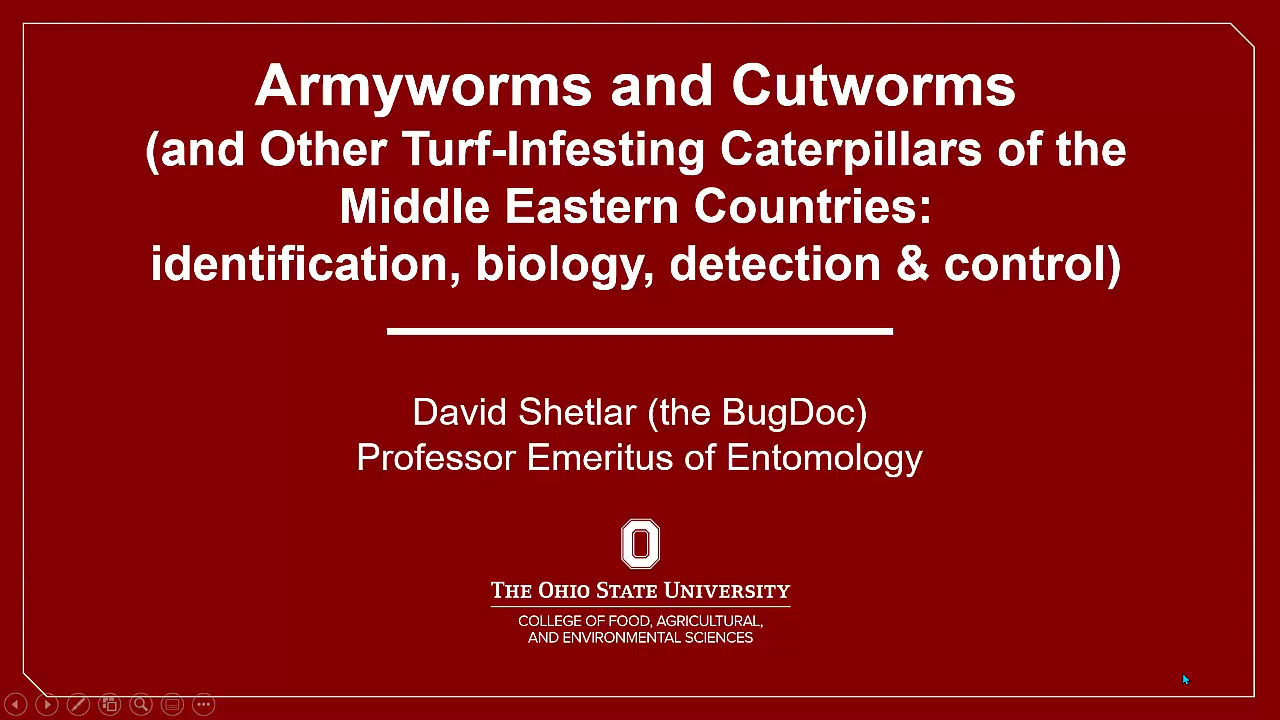 Armyworms and Cutworms
(and Other Turf-Infesting Caterpillars of the
Middle Eastern Countries:
identification, biology, detection & control)
David Shetlar (the BugDoc)
Professor Emeritus of Entomology
O
THE OHIO STATE UNIVERSITY
COLLEGE OF FOOD, AGRICULTURAL,
AND ENVIRONMENTAL SCIENCES